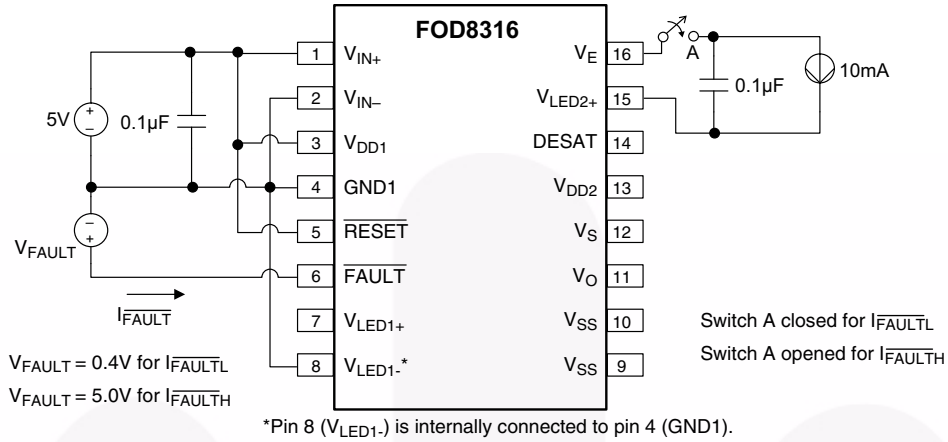 FOD8316
1 V_IN+
2 V_IN–
3 V_DD1
4 GND1
5 RESET
6 FAULT
7 V_LED1+
8 V_LED1-*
V_E 16
V_LED2+ 15
DESAT 14
V_DD2 13
V_S 12
V_O 11
V_SS 10
V_SS 9
5V
+
–
0.1µF
–
+
V_FAULT
I_FAULT
A
0.1µF
10mA
V_FAULT = 0.4V for I_FAULTL
V_FAULT = 5.0V for I_FAULTH
Switch A closed for I_FAULTL
Switch A opened for I_FAULTH
*Pin 8 (V_LED1-) is internally connected to pin 4 (GND1).